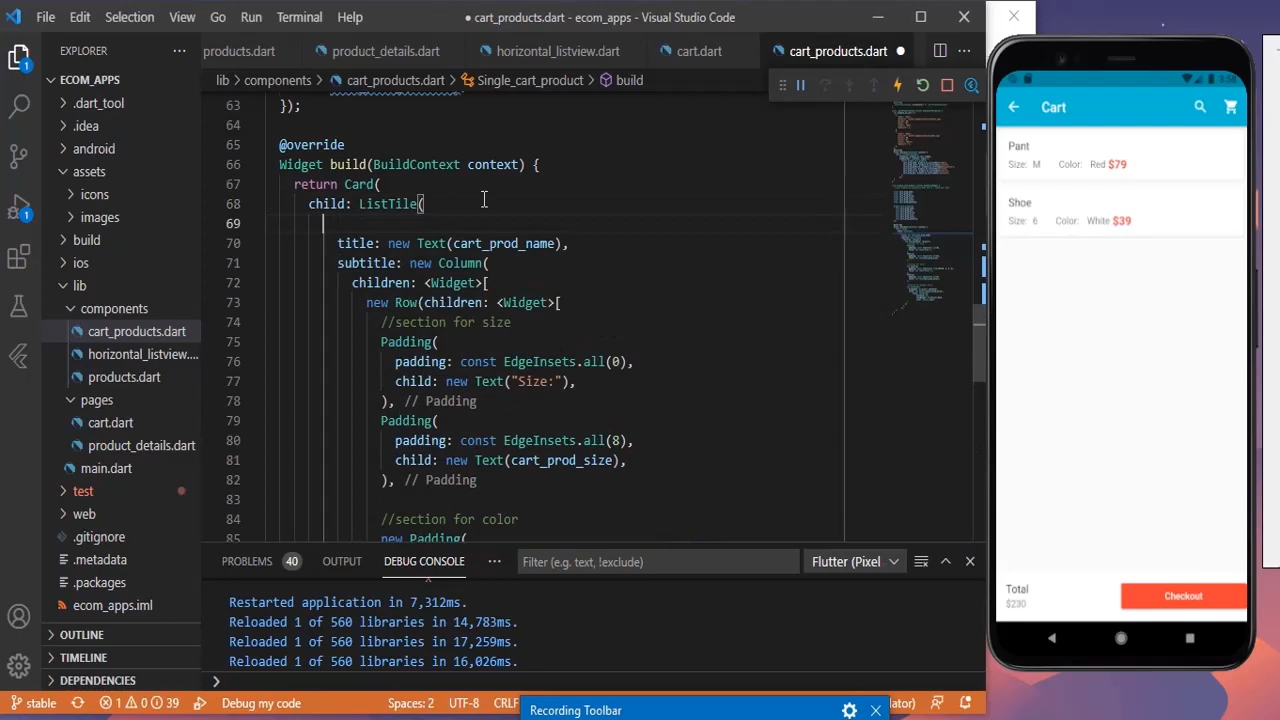 File Edit Selection View Go Run Terminal Help
● cart_products.dart - ecom_apps - Visual Studio Code
EXPLORER
products.dart
product_details.dart
horizontal_listview.dart
cart.dart
cart_products.dart
ECOM_APPS
lib > components > cart_products.dart > Single_cart_product > build
.dart_tool
.idea
android
assets
icons
images
build
ios
lib
components
cart_products.dart
horizontal_listview....
products.dart
pages
cart.dart
product_details.dart
main.dart
test
web
.gitignore
.metadata
.packages
ecom_apps.iml
OUTLINE
TIMELINE
DEPENDENCIES
63 });
64
65 @override
66 Widget build(BuildContext context) {
67 return Card(
68 child: ListTile(
69
70 title: new Text(cart_prod_name),
71 subtitle: new Column(
72 children: <Widget>[
73 new Row(children: <Widget>[
74 //section for size
75 Padding(
76 padding: const EdgeInsets.all(0),
77 child: new Text("Size:"),
78 ), // Padding
79 Padding(
80 padding: const EdgeInsets.all(8),
81 child: new Text(cart_prod_size),
82 ), // Padding
83
84 //section for color
85 new Padding(
PROBLEMS 40 OUTPUT DEBUG CONSOLE
Filter (e.g. text, !exclude)
Flutter (Pixel
Restarted application in 7,312ms.
Reloaded 1 of 560 libraries in 14,783ms.
Reloaded 1 of 560 libraries in 17,259ms.
Reloaded 1 of 560 libraries in 16,026ms.
stable
1 39
Debug my code
Spaces: 2
UTF-8
CRLF
Recording Toolbar
lator)
1
1
3:58
Cart
Pant
Size: M Color: Red $79
Shoe
Size: 6 Color: White $39
Total
$230
Checkout